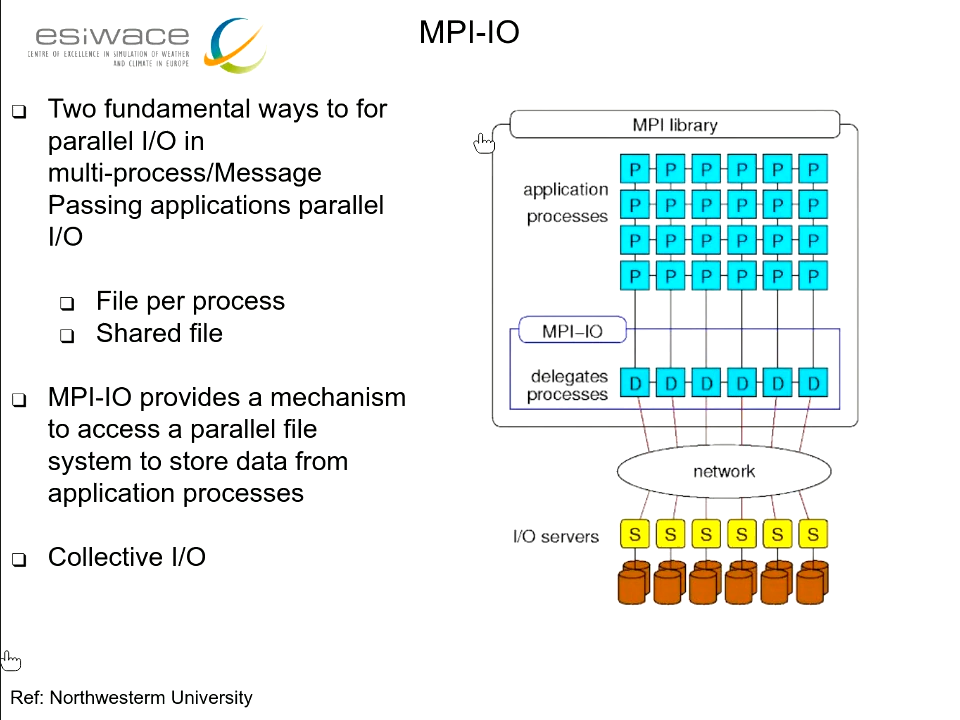 esiwace
CENTRE OF EXCELLENCE IN SIMULATION OF WEATHER
AND CLIMATE IN EUROPE
MPI-IO
❑ Two fundamental ways to for
parallel I/O in
multi-process/Message
Passing applications parallel
I/O
❑ File per process
❑ Shared file
❑ MPI-IO provides a mechanism
to access a parallel file
system to store data from
application processes
❑ Collective I/O
Ref: Northwesterm University
MPI library
application
processes
P P P P P P
P P P P P P
P P P P P P
P P P P P P
MPI–IO
delegates
processes
D D D D D D
network
I/O servers
S S S S S S